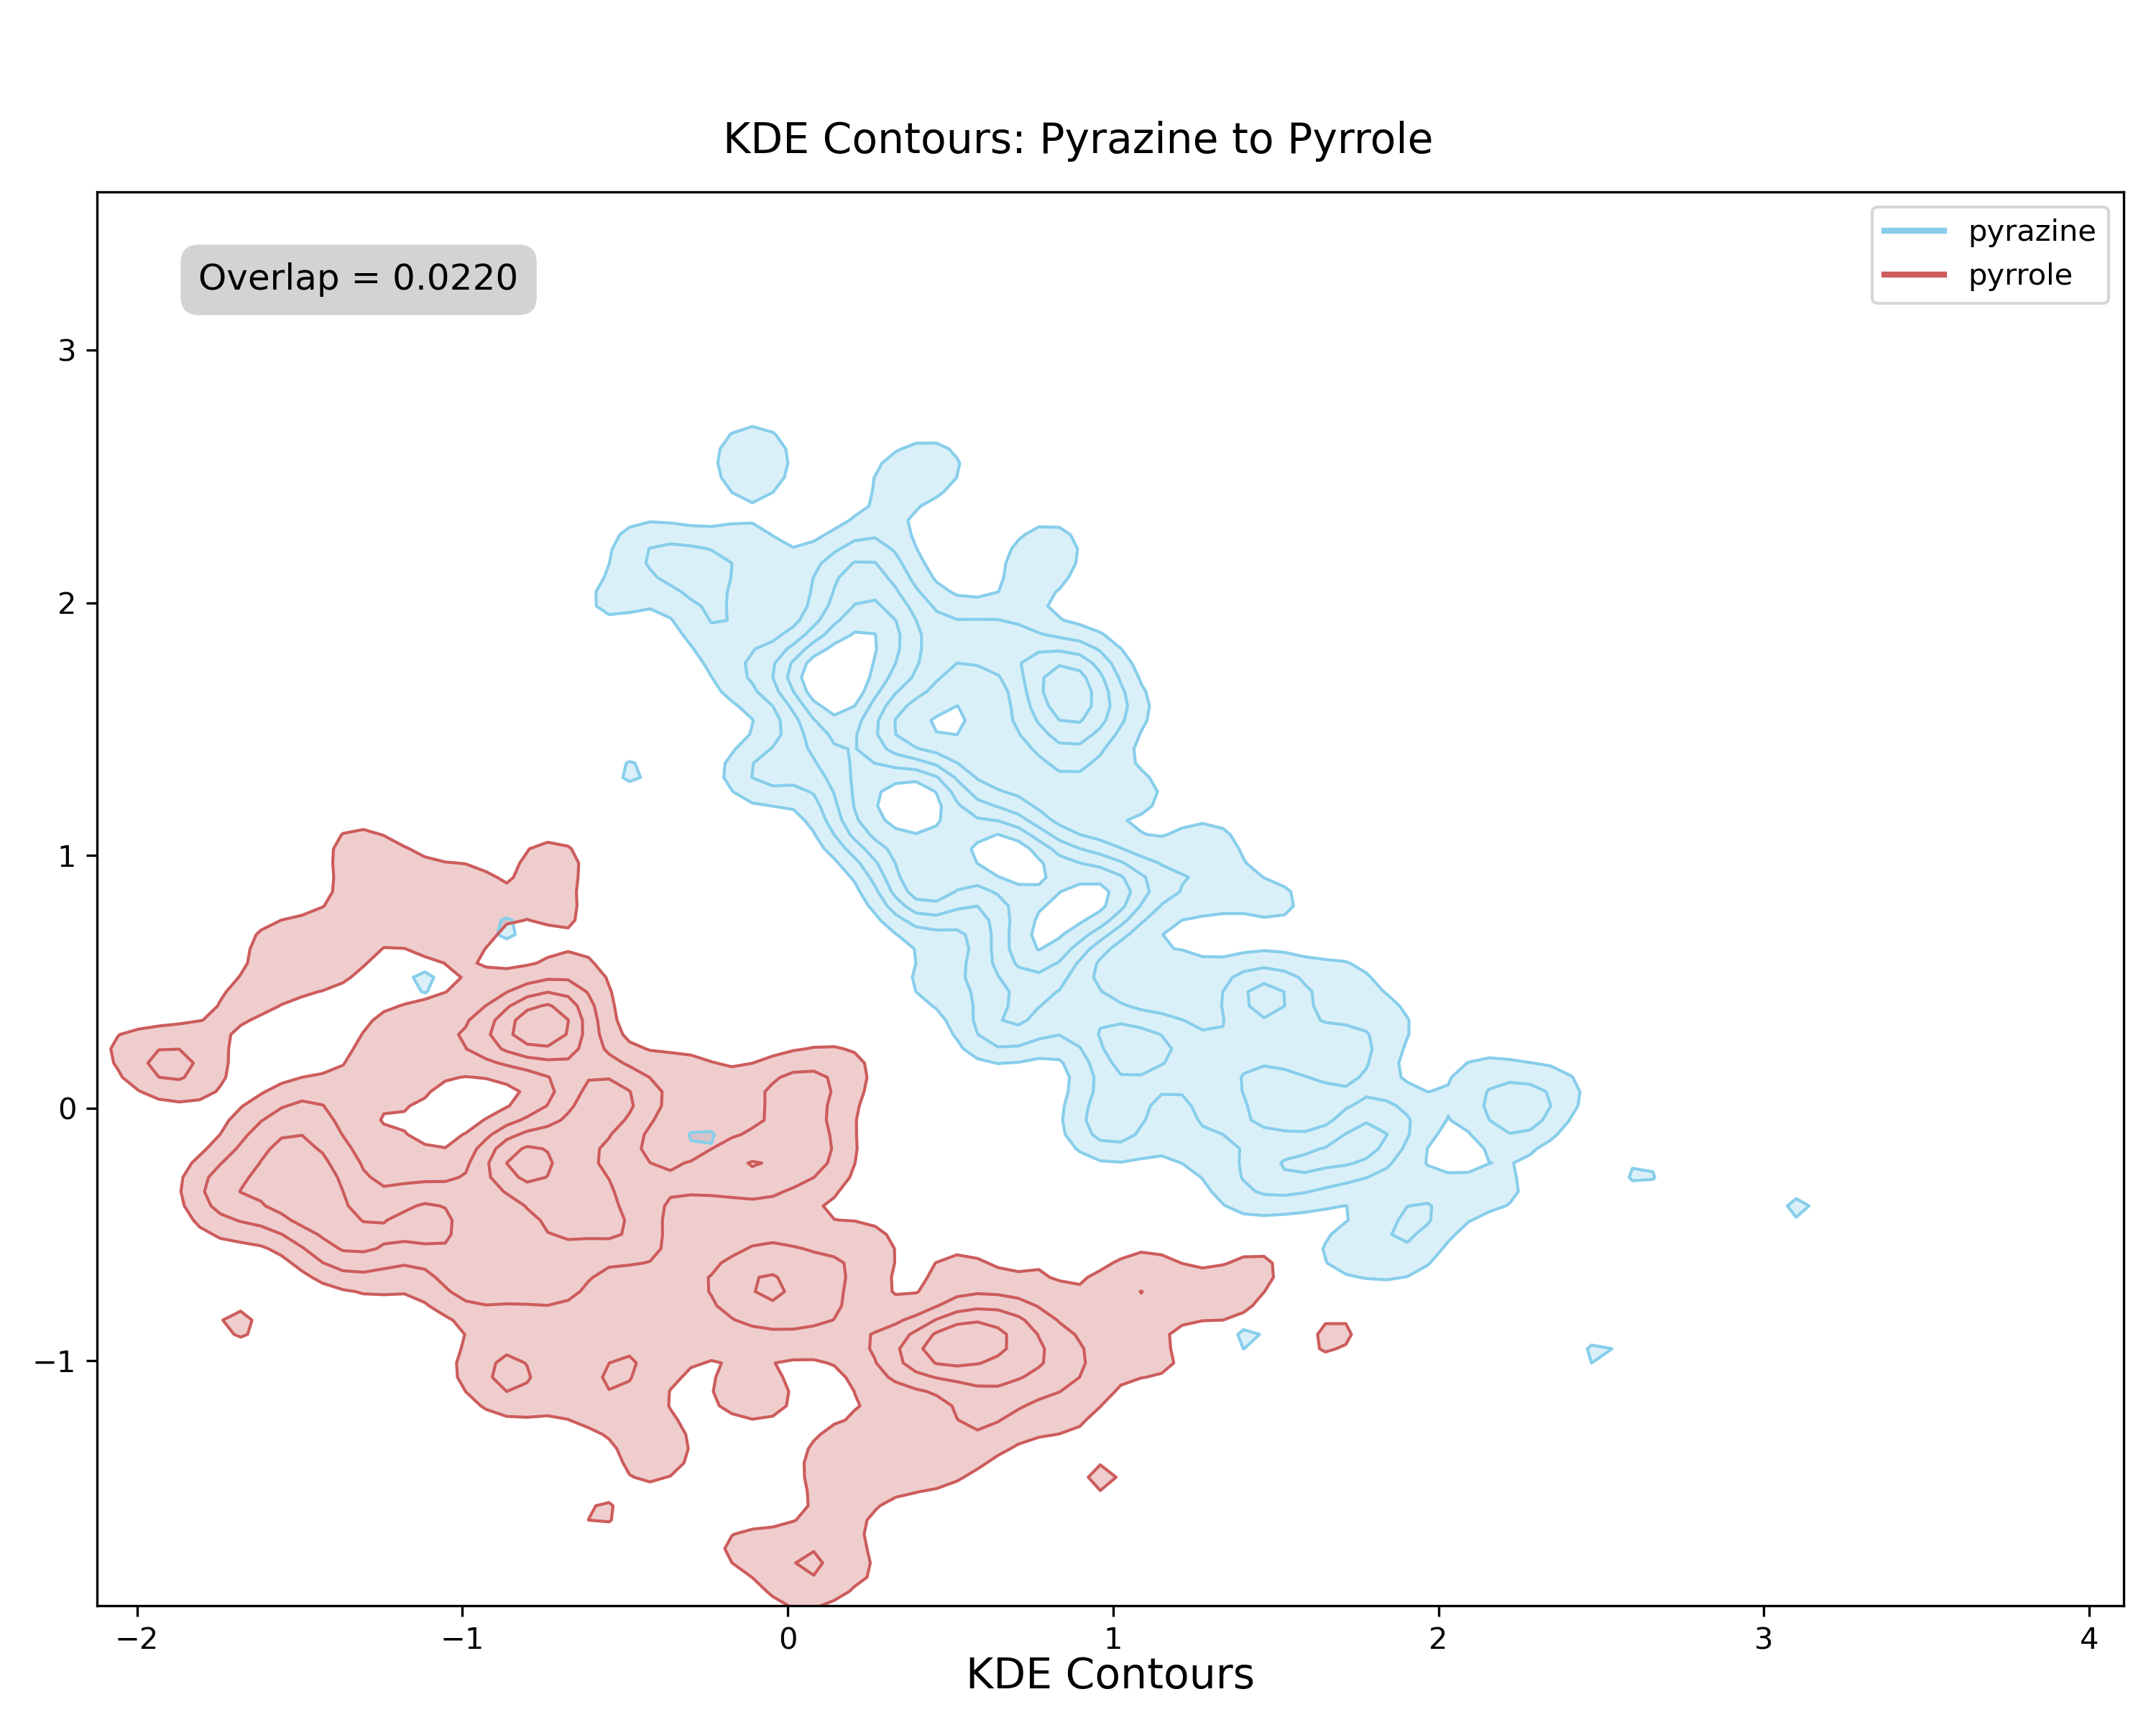 KDE Contours: Pyrazine to Pyrrole
Overlap = 0.0220
pyrazine
pyrrole
3
2
1
0
−1
−2
−1
0
1
2
3
4
KDE Contours